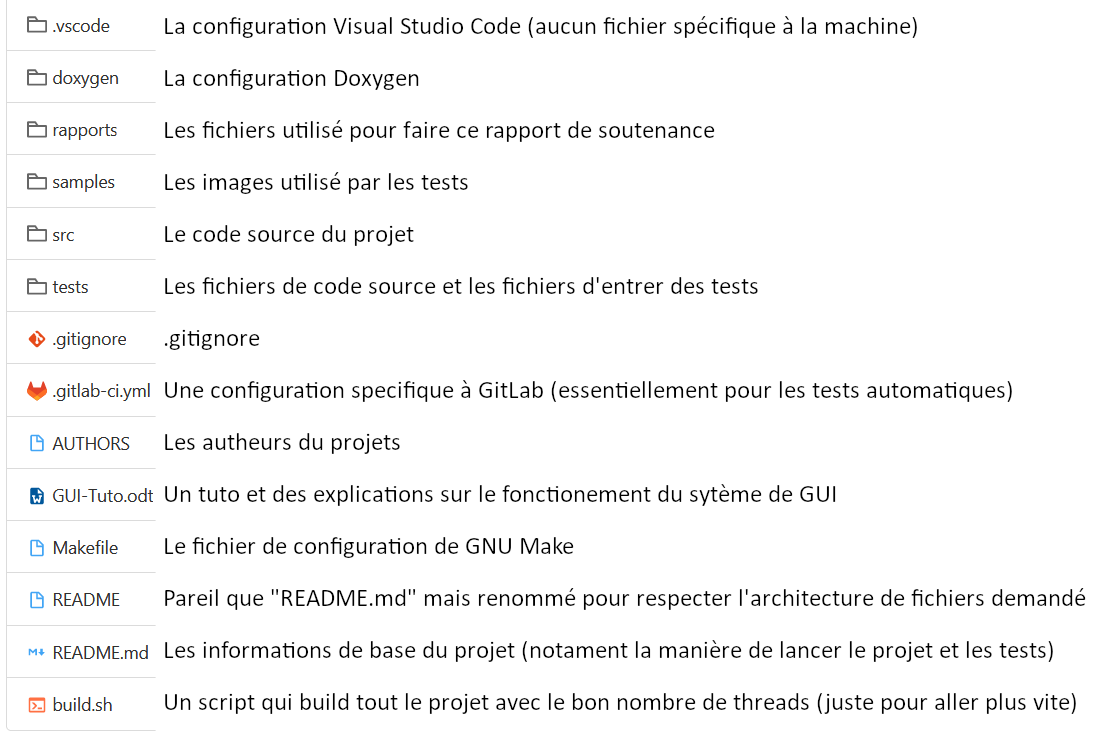 .vscode La configuration Visual Studio Code (aucun fichier spécifique à la machine)
doxygen La configuration Doxygen
rapports Les fichiers utilisé pour faire ce rapport de soutenance
samples Les images utilisé par les tests
src Le code source du projet
tests Les fichiers de code source et les fichiers d'entrer des tests
.gitignore .gitignore
.gitlab-ci.yml Une configuration specifique à GitLab (essentiellement pour les tests automatiques)
AUTHORS Les autheurs du projets
GUI-Tuto.odt Un tuto et des explications sur le fonctionement du sytème de GUI
Makefile Le fichier de configuration de GNU Make
README Pareil que "README.md" mais renommé pour respecter l'architecture de fichiers demandé
README.md Les informations de base du projet (notament la manière de lancer le projet et les tests)
build.sh Un script qui build tout le projet avec le bon nombre de threads (juste pour aller plus vite)